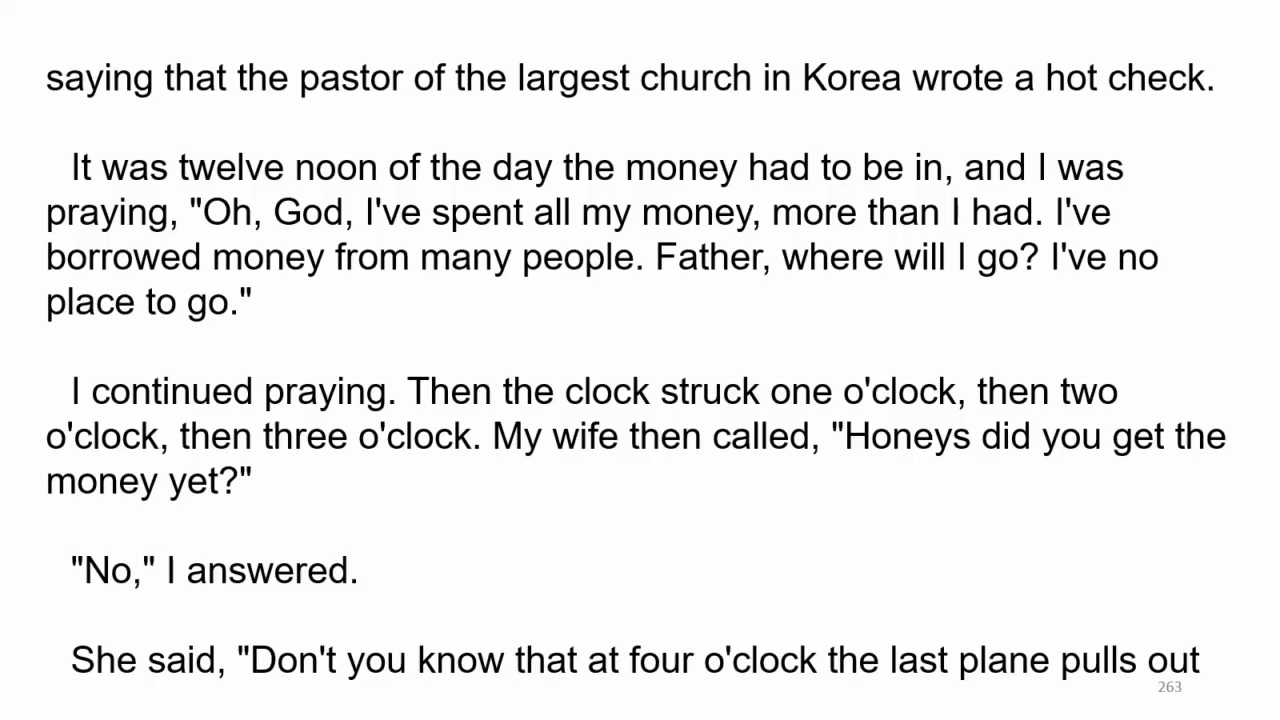 saying that the pastor of the largest church in Korea wrote a hot check.
It was twelve noon of the day the money had to be in, and I was
praying, "Oh, God, I've spent all my money, more than I had. I've
borrowed money from many people. Father, where will I go? I've no
place to go."
I continued praying. Then the clock struck one o'clock, then two
o'clock, then three o'clock. My wife then called, "Honeys did you get the
money yet?"
"No," I answered.
She said, "Don't you know that at four o'clock the last plane pulls out
263